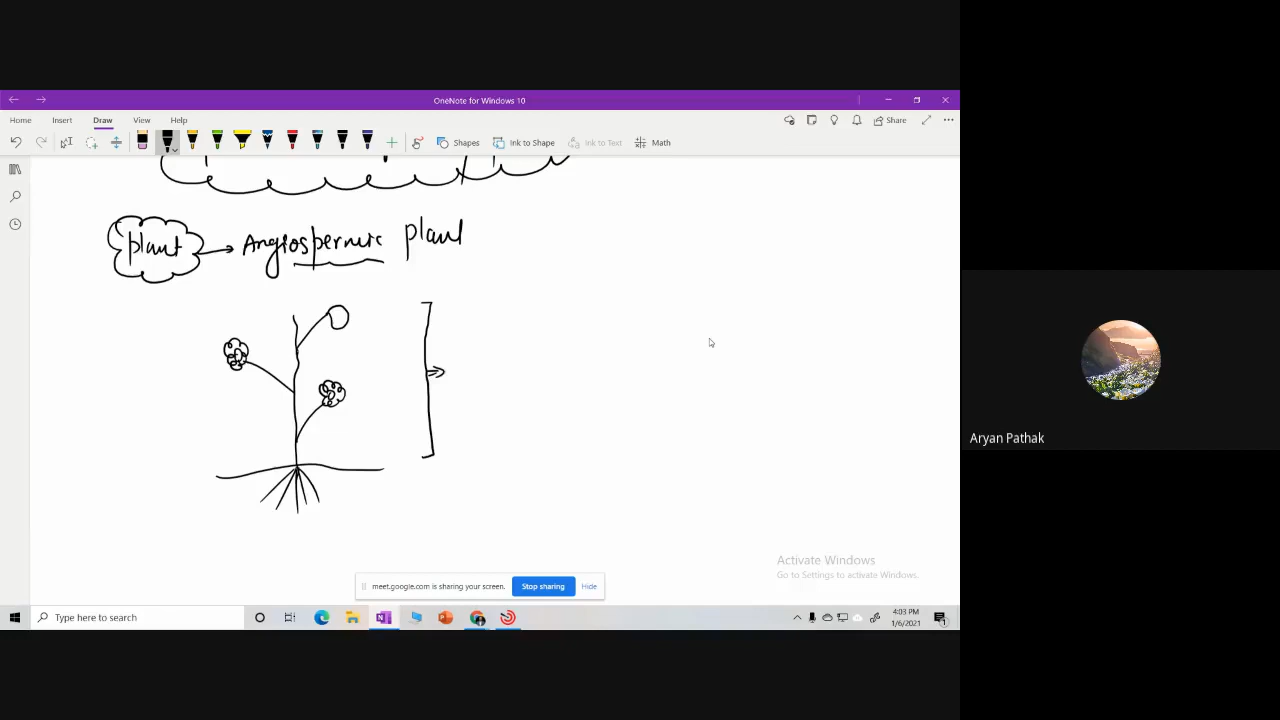 OneNote for Windows 10
Home Insert Draw View Help
Share
Shapes Ink to Shape Ink to Text Math
plant → Angiospermic plant
Aryan Pathak
Activate Windows
Go to Settings to activate Windows.
meet.google.com is sharing your screen. Stop sharing Hide
Type here to search
4:03 PM
1/6/2021